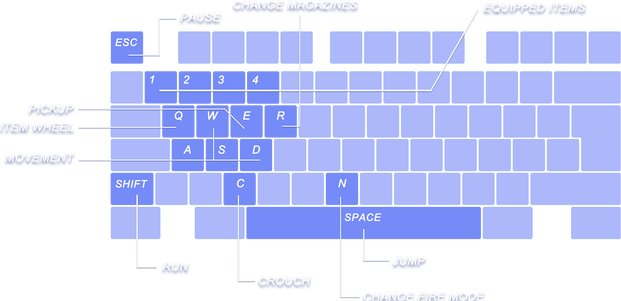 CHANGE MAGAZINES
EQUIPPED ITEMS
PAUSE
ESC
1 2 3 4
PICKUP
Q W E R
ITEM WHEEL
A S D
MOVEMENT
SHIFT C N
SPACE
RUN
JUMP
CROUCH
CHANGE FIRE MODE